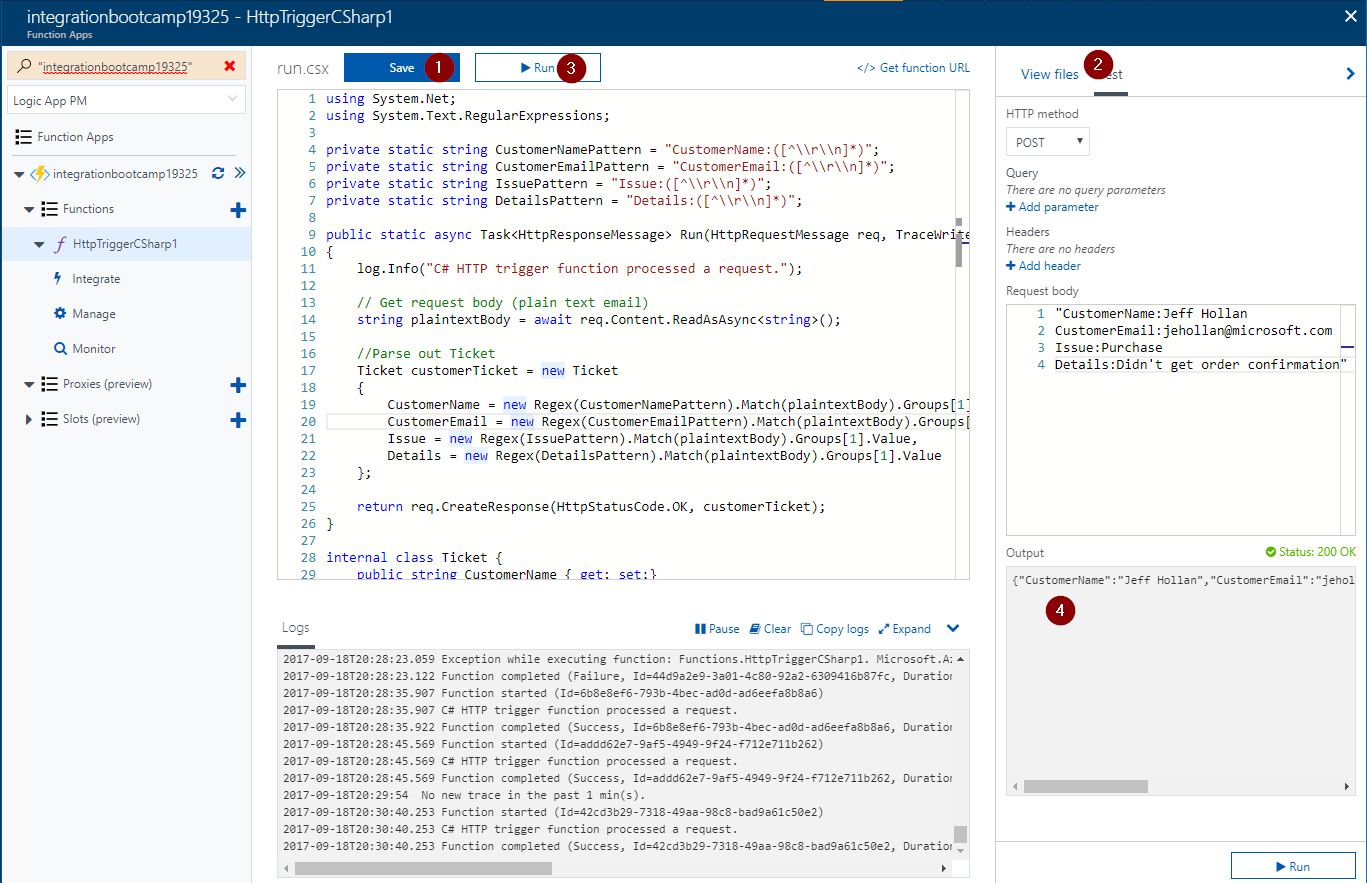 integrationbootcamp19325 - HttpTriggerCSharp1
Function Apps
"integrationbootcamp19325"
Logic App PM
Function Apps
integrationbootcamp19325
Functions
HttpTriggerCSharp1
Integrate
Manage
Monitor
Proxies (preview)
Slots (preview)
run.csx
Save 1
Run 3
</> Get function URL
1 using System.Net;
2 using System.Text.RegularExpressions;
3
4 private static string CustomerNamePattern = "CustomerName:([^\\r\\n]*)";
5 private static string CustomerEmailPattern = "CustomerEmail:([^\\r\\n]*)";
6 private static string IssuePattern = "Issue:([^\\r\\n]*)";
7 private static string DetailsPattern = "Details:([^\\r\\n]*)";
8
9 public static async Task<HttpResponseMessage> Run(HttpRequestMessage req, TraceWrite
10 {
11 log.Info("C# HTTP trigger function processed a request.");
12
13 // Get request body (plain text email)
14 string plaintextBody = await req.Content.ReadAsAsync<string>();
15
16 //Parse out Ticket
17 Ticket customerTicket = new Ticket
18 {
19 CustomerName = new Regex(CustomerNamePattern).Match(plaintextBody).Groups[1]
20 CustomerEmail = new Regex(CustomerEmailPattern).Match(plaintextBody).Groups[
21 Issue = new Regex(IssuePattern).Match(plaintextBody).Groups[1].Value,
22 Details = new Regex(DetailsPattern).Match(plaintextBody).Groups[1].Value
23 };
24
25 return req.CreateResponse(HttpStatusCode.OK, customerTicket);
26 }
27
28 internal class Ticket {
29 public string CustomerName { get; set;}
Logs
Pause Clear Copy logs Expand
2017-09-18T20:28:23.059 Exception while executing function: Functions.HttpTriggerCSharp1. Microsoft.A
2017-09-18T20:28:23.122 Function completed (Failure, Id=44d9a2e9-3a01-4c80-92a2-6309416b87fc, Duration
2017-09-18T20:28:35.907 Function started (Id=6b8e8ef6-793b-4bec-ad0d-ad6eefa8b8a6)
2017-09-18T20:28:35.907 C# HTTP trigger function processed a request.
2017-09-18T20:28:35.922 Function completed (Success, Id=6b8e8ef6-793b-4bec-ad0d-ad6eefa8b8a6, Duration
2017-09-18T20:28:45.569 Function started (Id=addd62e7-9af5-4949-9f24-f712e711b262)
2017-09-18T20:28:45.569 C# HTTP trigger function processed a request.
2017-09-18T20:28:45.569 Function completed (Success, Id=addd62e7-9af5-4949-9f24-f712e711b262, Duration
2017-09-18T20:29:54 No new trace in the past 1 min(s).
2017-09-18T20:30:40.253 Function started (Id=42cd3b29-7318-49aa-98c8-bad9a61c50e2)
2017-09-18T20:30:40.253 C# HTTP trigger function processed a request.
2017-09-18T20:30:40.253 Function completed (Success, Id=42cd3b29-7318-49aa-98c8-bad9a61c50e2, Duration
View files 2 est
HTTP method
POST
Query
There are no query parameters
Add parameter
Headers
There are no headers
Add header
Request body
1 "CustomerName:Jeff Hollan
2 CustomerEmail:jehollan@microsoft.com
3 Issue:Purchase
4 Details:Didn't get order confirmation"
Output
Status: 200 OK
{"CustomerName":"Jeff Hollan","CustomerEmail":"jehol
4
Run